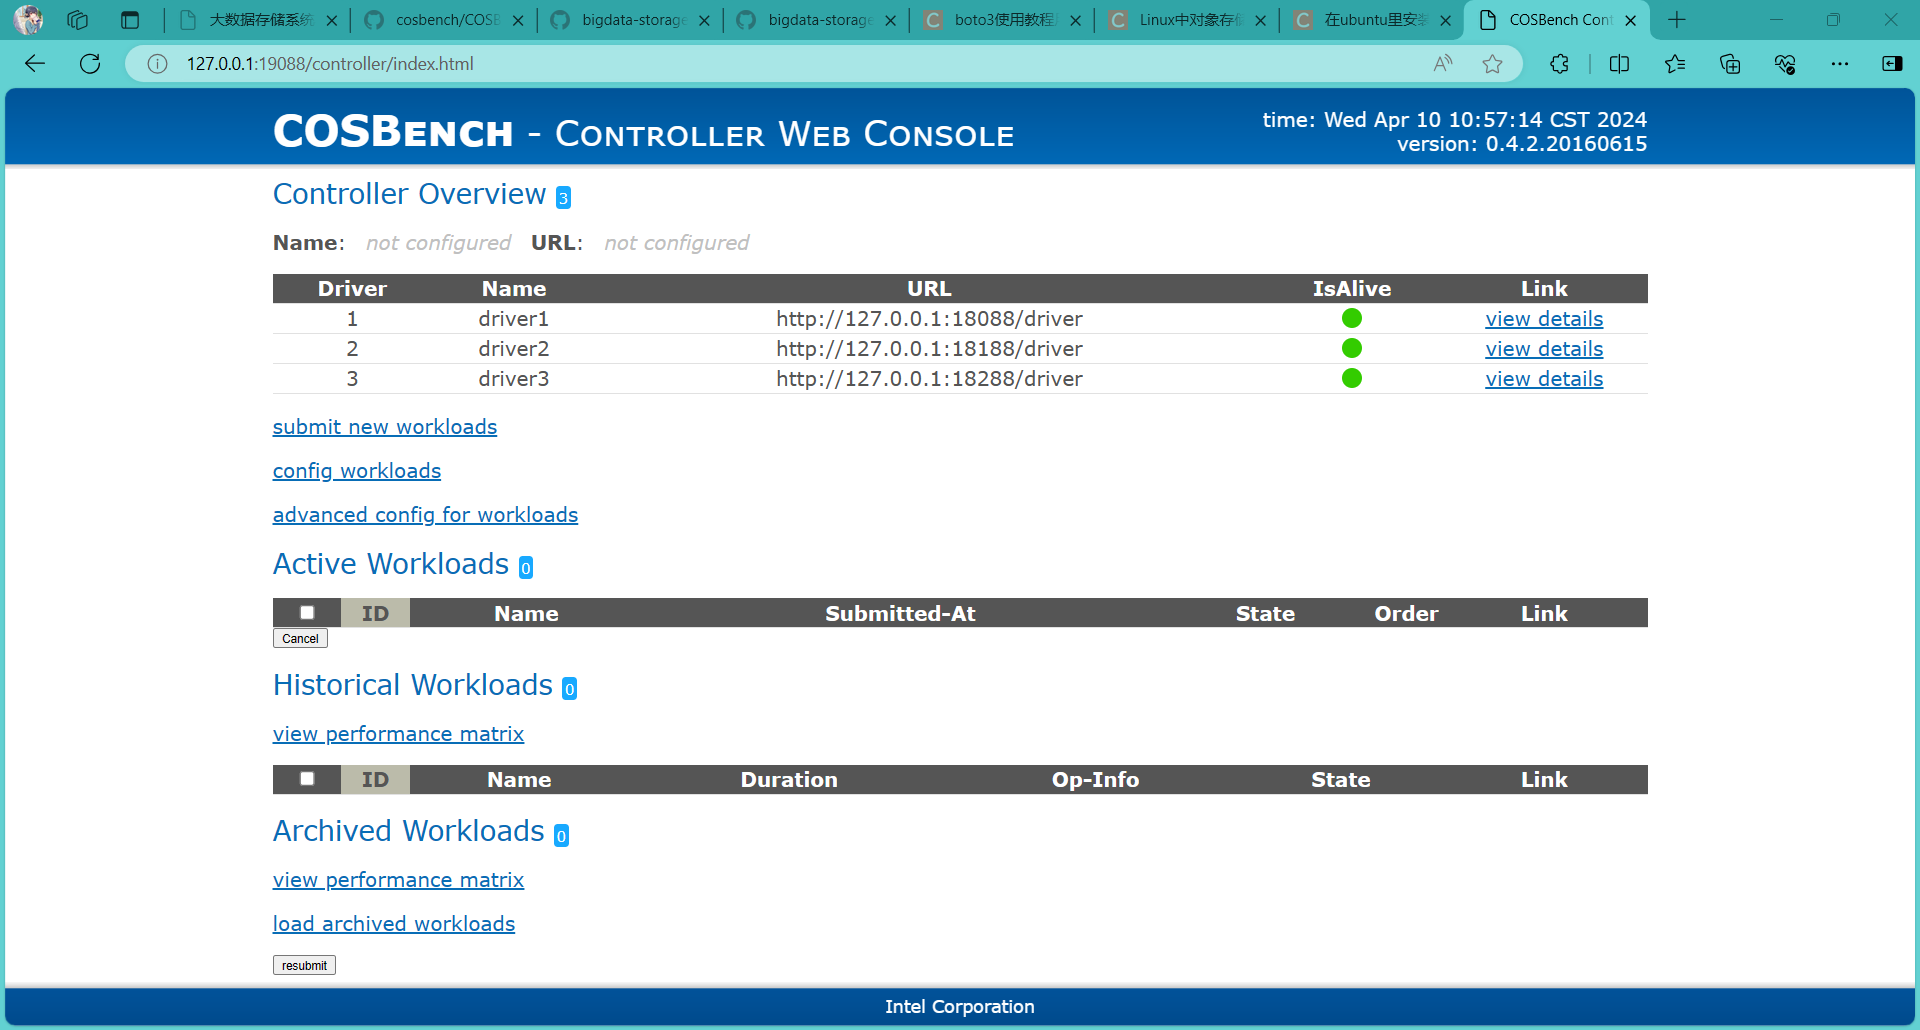 大数据存储系统
cosbench/COSB
bigdata-storage
bigdata-storage
boto3使用教程
Linux中对象存
在ubuntu里安
COSBench Cont
127.0.0.1:19088/controller/index.html
COSBENCH - CONTROLLER WEB CONSOLE
time: Wed Apr 10 10:57:14 CST 2024
version: 0.4.2.20160615
Controller Overview 3
Name: not configured URL: not configured
Driver Name URL IsAlive Link
1 driver1 http://127.0.0.1:18088/driver view details
2 driver2 http://127.0.0.1:18188/driver view details
3 driver3 http://127.0.0.1:18288/driver view details
submit new workloads
config workloads
advanced config for workloads
Active Workloads 0
ID Name Submitted-At State Order Link
Cancel
Historical Workloads 0
view performance matrix
ID Name Duration Op-Info State Link
Archived Workloads 0
view performance matrix
load archived workloads
resubmit
Intel Corporation